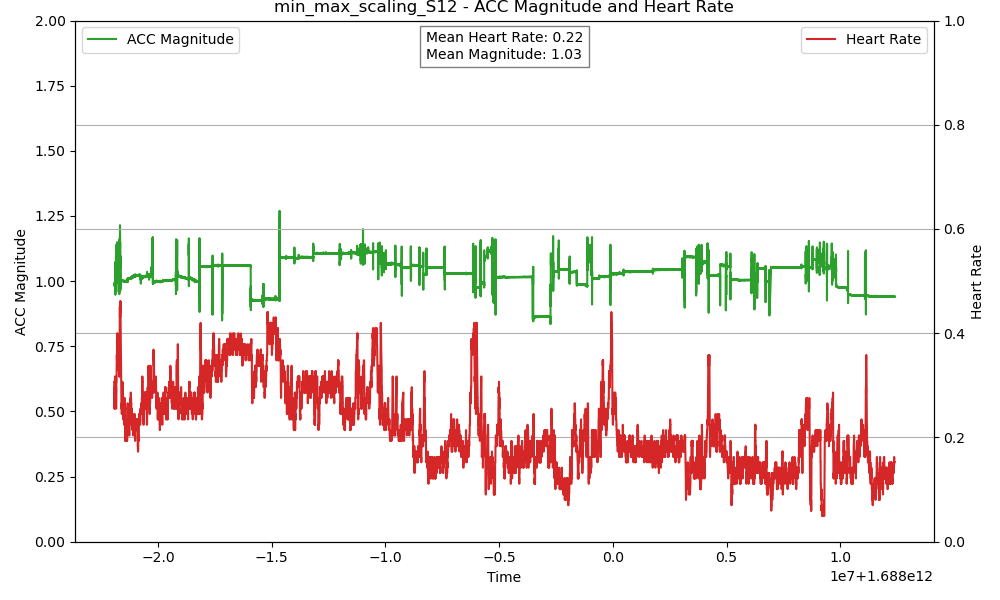 min_max_scaling_S12 - ACC Magnitude and Heart Rate
ACC Magnitude
Mean Heart Rate: 0.22
Mean Magnitude: 1.03
Heart Rate
2.00
1.75
1.50
1.25
1.00
0.75
0.50
0.25
0.00
ACC Magnitude
1.0
0.8
0.6
0.4
0.2
0.0
Heart Rate
−2.0
−1.5
−1.0
−0.5
0.0
0.5
1.0
1e7+1.688e12
Time